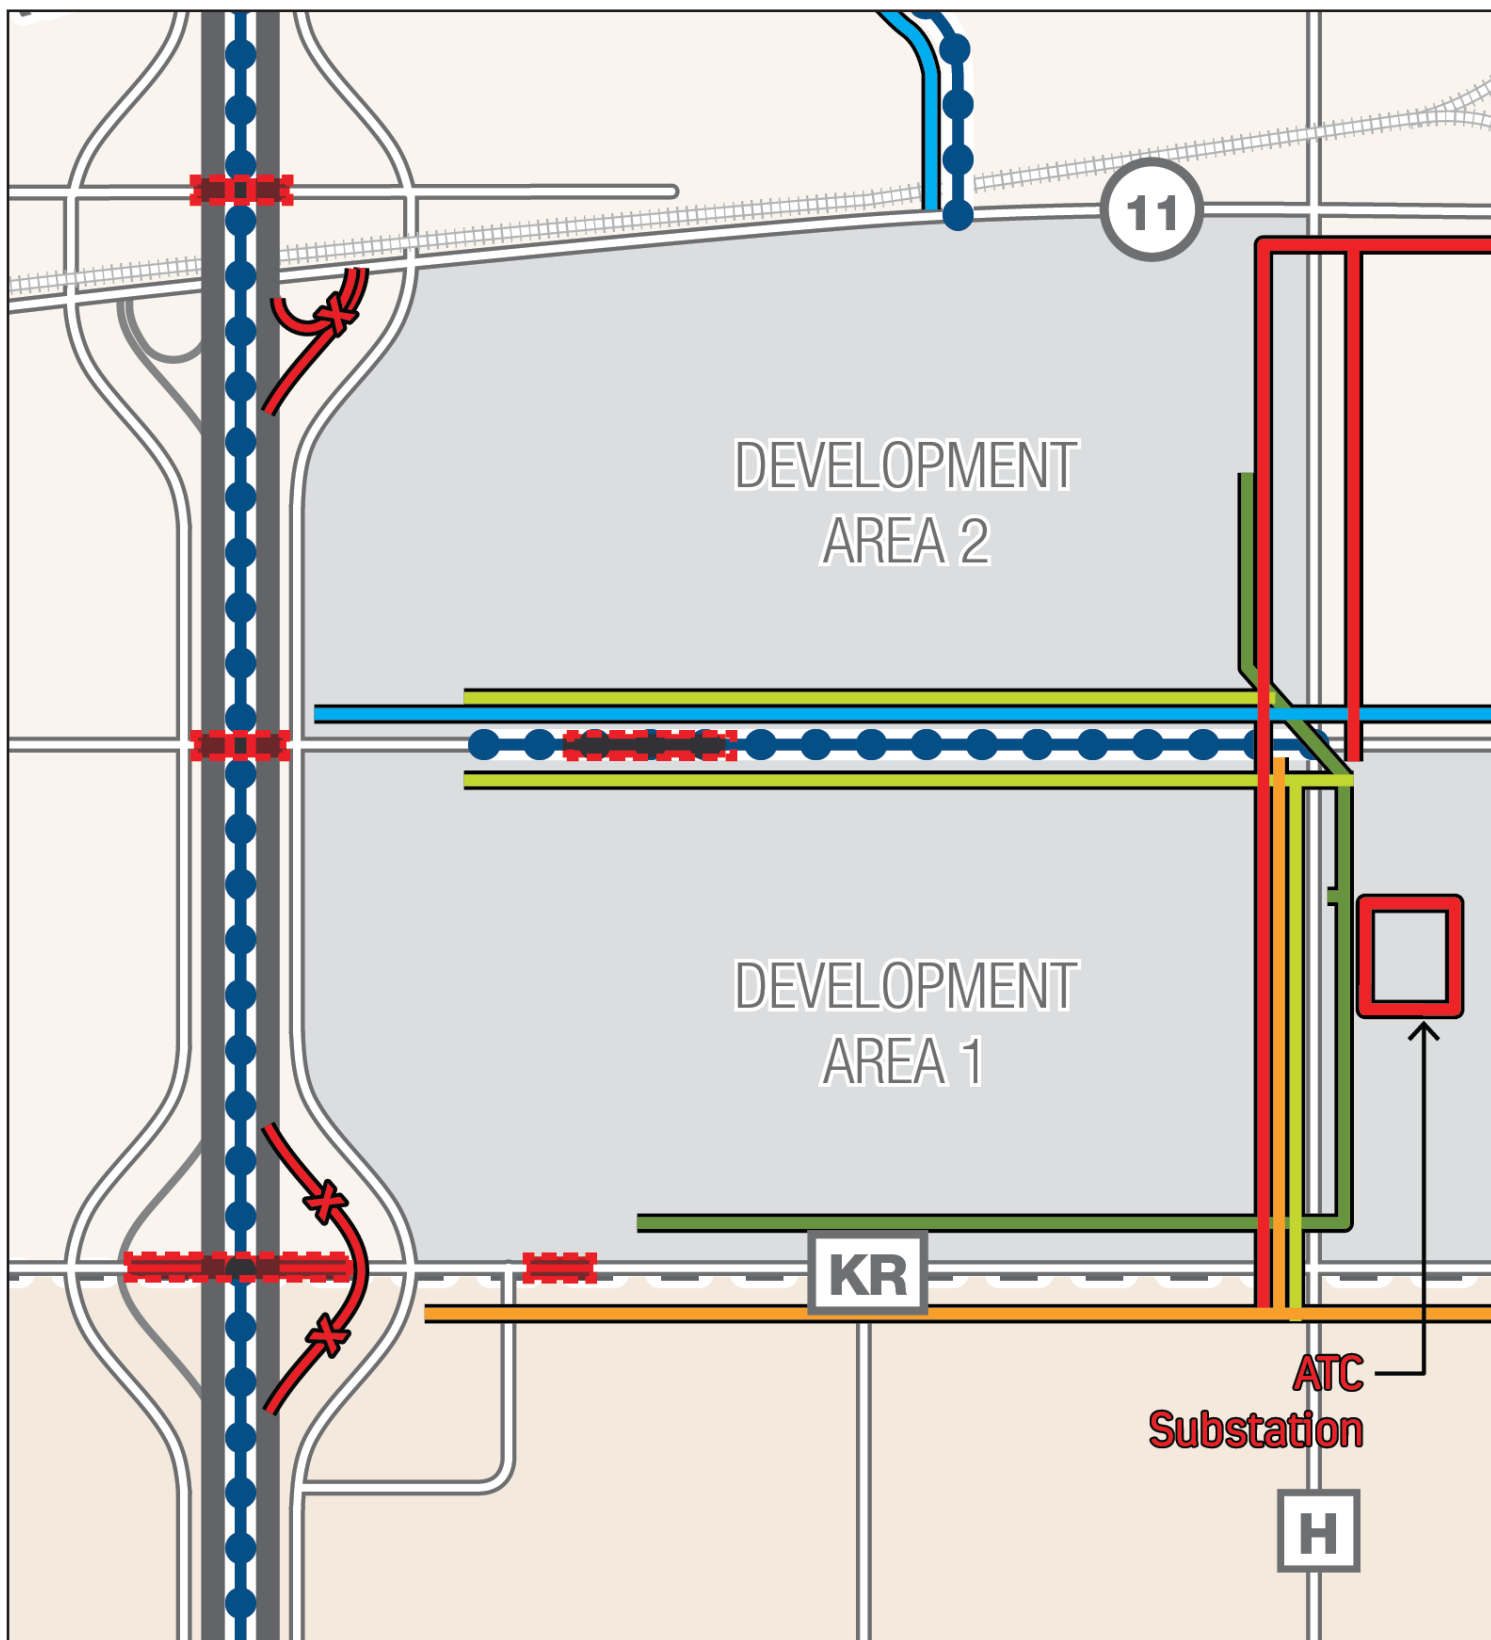 11
DEVELOPMENT
AREA 2
DEVELOPMENT
AREA 1
KR
ATC
Substation
H